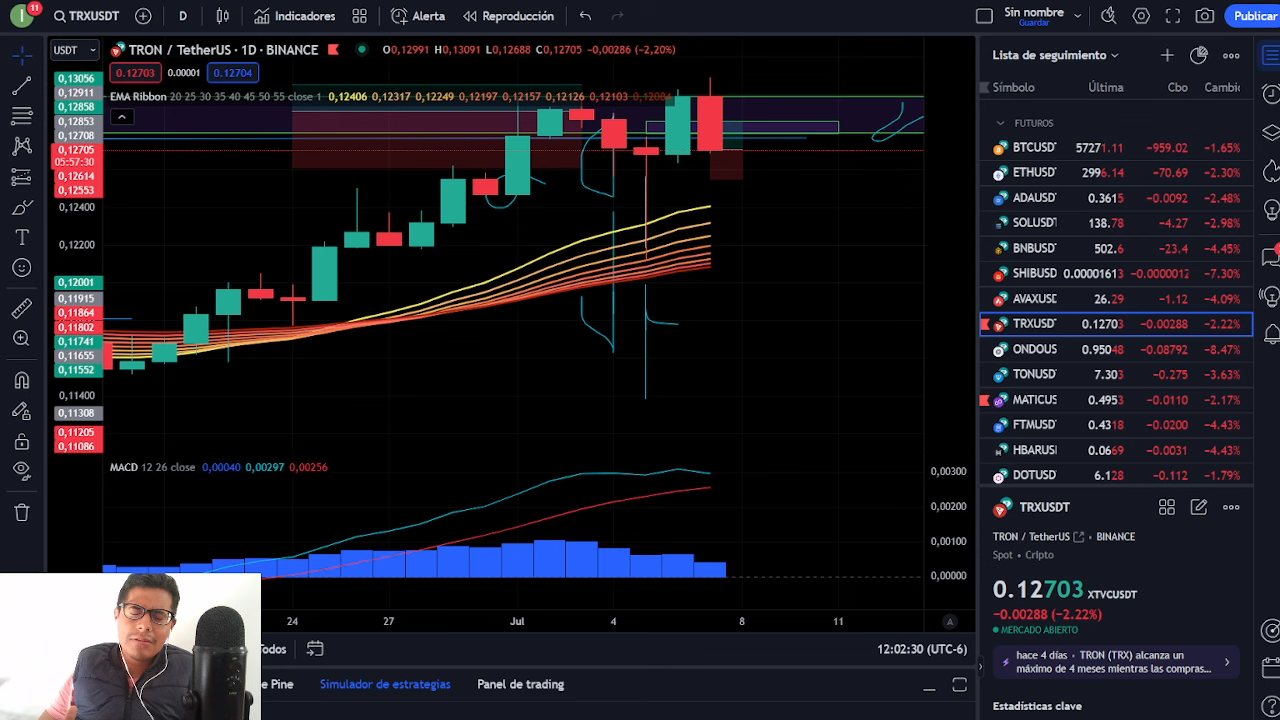 I 11 TRXUSDT D Indicadores Alerta Reproducción Sin nombre Guardar Publicar
USDT TRON / TetherUS · 1D · BINANCE O0,12991 H0,13091 L0,12688 C0,12705 −0,00286 (−2,20%)
0.12703 0.00001 0.12704
EMA Ribbon 20 25 30 35 40 45 50 55 close 1 0,12406 0,12317 0,12249 0,12197 0,12157 0,12126 0,12103 0,12084
0,13056
0,12911
0,12858
0,12853
0,12708
0,12705
05:57:30
0,12614
0,12553
0,12400
0,12200
0,12001
0,11915
0,11864
0,11802
0,11741
0,11655
0,11552
0,11400
0,11308
0,11205
0,11086
MACD 12 26 close 0,00040 0,00297 0,00256
0,00300
0,00200
0,00100
0,00000
24 27 Jul 4 8 11 A
Todos 12:02:30 (UTC-6)
e Pine Simulador de estrategias Panel de trading
Lista de seguimiento
Símbolo Última Cbo Cambi
FUTUROS
BTCUSDT 57271.11 −959.02 −1.65%
ETHUSD 2996.14 −70.69 −2.30%
ADAUSD 0.3615 −0.0092 −2.48%
SOLUSD 138.78 −4.27 −2.98%
BNBUSD 502.6 −23.4 −4.45%
SHIBUSD 0.00001613 −0.0000012 −7.30%
AVAXUS 26.29 −1.12 −4.09%
TRXUSD 0.12703 −0.00288 −2.22%
ONDOUS 0.95048 −0.08792 −8.47%
TONUSD 7.303 −0.275 −3.63%
MATICUS 0.4953 −0.0110 −2.17%
FTMUSD 0.4318 −0.0200 −4.43%
HBARUS 0.0669 −0.0031 −4.43%
DOTUSD 6.128 −0.112 −1.79%
TRXUSDT
TRON / TetherUS · BINANCE
Spot • Cripto
0.12703 XTVCUSDT
−0.00288 (−2.22%)
MERCADO ABIERTO
hace 4 días · TRON (TRX) alcanza un
máximo de 4 meses mientras las compras...
Estadísticas clave